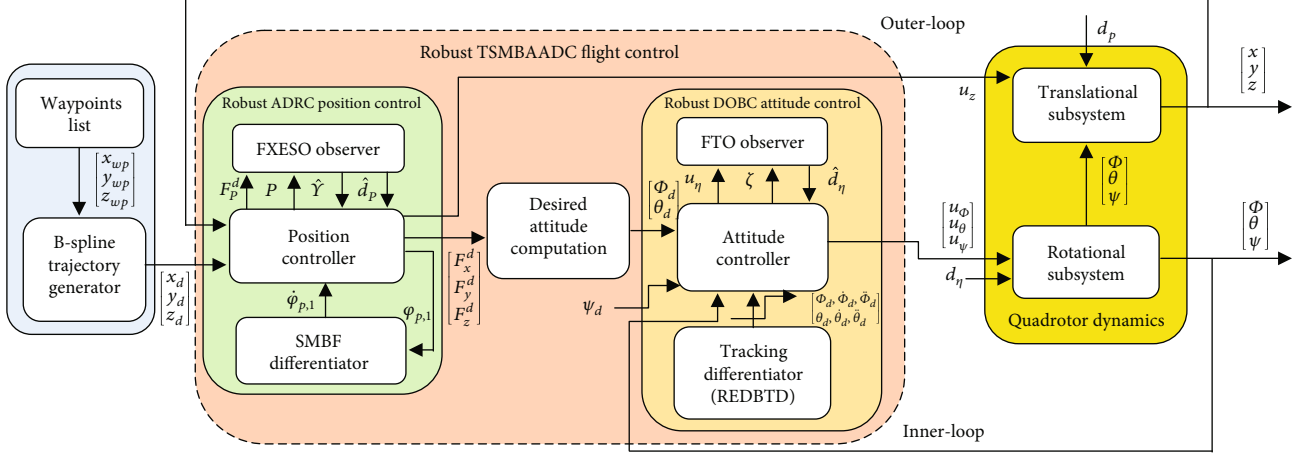 Outer-loop
Robust TSMBAADC flight control
Waypoints
list
[x_wp
y_wp
z_wp]
B-spline
trajectory
generator
[x_d
y_d
z_d]
Robust ADRC position control
FXESO observer
F_P^d P Ŷ d̂_P
Position
controller
φ̇_{p,1}
φ_{p,1}
SMBF
differentiator
[F_x^d
F_y^d
F_z^d]
Desired
attitude
computation
[Φ_d
θ_d]
ψ_d
Robust DOBC attitude control
FTO observer
u_η ζ d̂_η
Attitude
controller
[Φ_d, Φ̇_d, Φ̈_d
θ_d, θ̇_d, θ̈_d]
Tracking
differentiator
(REDBTD)
u_z
d_p
Translational
subsystem
[x
y
z]
[Φ
θ
ψ]
[u_Φ
u_θ
u_ψ]
d_η
Rotational
subsystem
[Φ
θ
ψ]
Quadrotor dynamics
Inner-loop